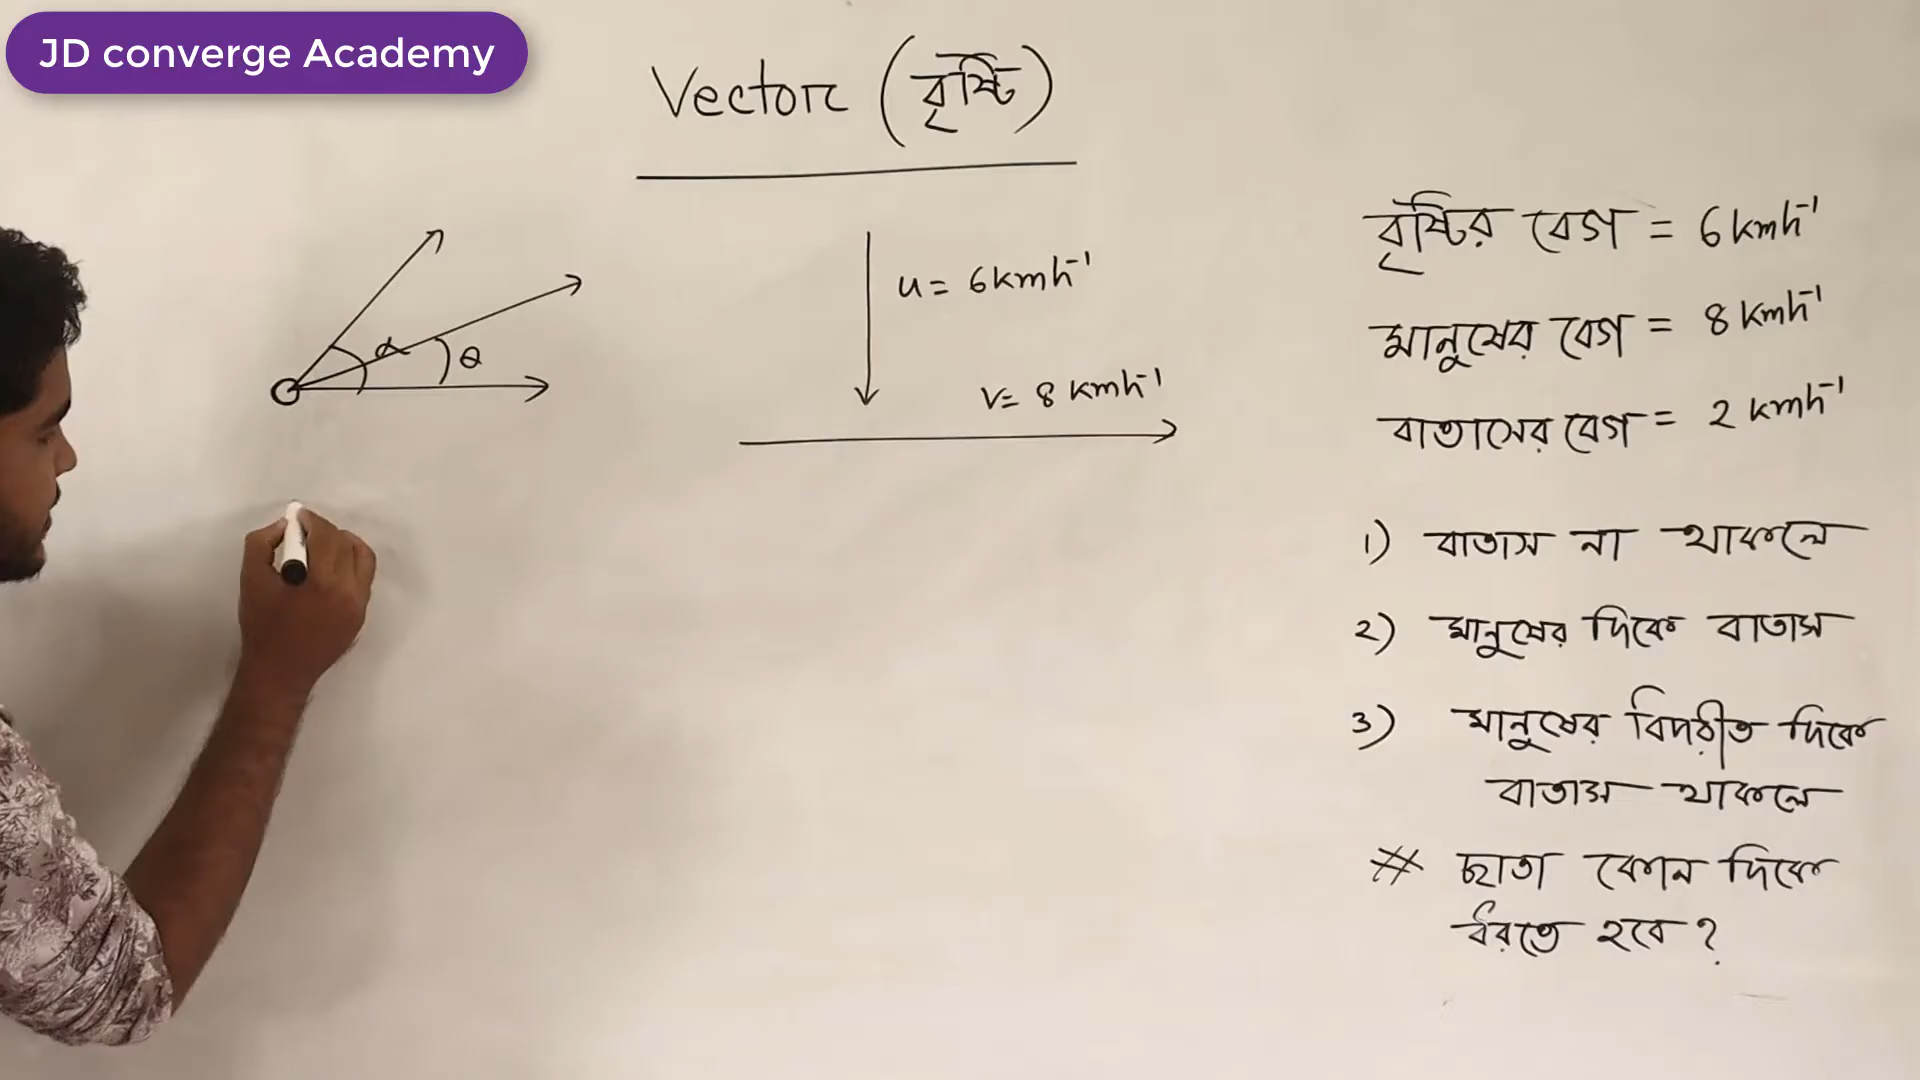 JD converge Academy
Vector (বৃষ্টি)
α
θ
u = 6 kmh⁻¹
v = 8 kmh⁻¹
বৃষ্টির বেগ = 6 kmh⁻¹
মানুষের বেগ = 8 kmh⁻¹
বাতাসের বেগ = 2 kmh⁻¹
1) বাতাস না থাকলে
2) মানুষের দিকে বাতাস
3) মানুষের বিপরীত দিকে
বাতাস থাকলে
# ছাতা কোন দিকে
ধরতে হবে ?